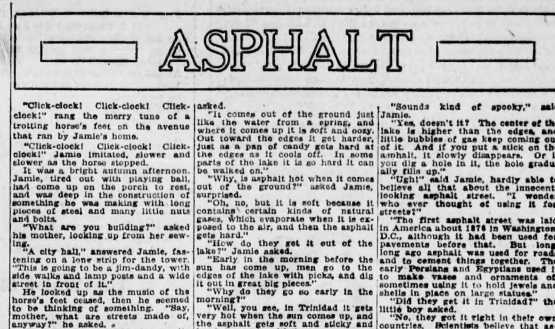 ASPHALT
"Click-clock! Click-clock! Click-
clock!" rang the merry tune of a
trotting horse's feet on the avenue
that ran by Jamie's home.
"Click-clock! Click-clock! Click-
clock!" Jamie imitated, slower and
slower as the horse stopped.
It was a bright autumn afternoon.
Jamie, tired out with playing ball,
had come up on the porch to rest,
and was deep in the construction of
something he was making with long
pieces of steel and many little nuts
and bolts.
"What are you building?" asked
his mother, looking up from her sew-
ing.
"A city hall," answered Jamie, fas-
tening on a long strip for the tower.
"This is going to be a jim-dandy, with
side walks and lamp posts and a wide
street in front of it."
He looked up as the music of the
horse's feet ceased, then he seemed
to be thinking of something. "Say,
mother, what are streets made of,
anyway?" he asked.
asked.
"It comes out of the ground just
like the water from a spring, and
where it comes up it is soft and oozy.
Out toward the edges it get harder,
just as a pan of candy gets hard at
the edges as it cools off. In some
parts of the lake it is so hard it can
be walked on."
"Why, is asphalt hot when it comes
out of the ground?" asked Jamie,
surprised.
"Oh, no, but it is soft because it
contains certain kinds of natural
gases, which evaporate when it is ex-
posed to the air, and then the asphalt
gets hard."
"How do they get it out of the
lake?" Jamie asked.
"Early in the morning before the
sun has come up, men go to the
edges of the lake with picks, and dig
it out in great big pieces."
"Why do they go so early in the
morning?"
"Well, you see, in Trinidad it gets
very hot when the sun comes up, and
the asphalt gets soft and sticky and
"Sounds kind of spooky," sai
Jamie.
"Yes, doesn't it? The center of th
lake is higher than the edges, an
little bubbles of gas keep coming ou
of it. And if you put a stick on th
asphalt, it slowly disappears. Or i
you dig a hole in it, the hole gradu
ally fills up."
"Ugh!" said Jamie, hardly able t
believe all that about the innocent
looking asphalt street. "I wonder
who ever thought of using it fo
streets?"
"The first asphalt street was laid
in America about 1876 in Washington
D.C., although it had been used for
pavements before that. But long
long ago asphalt was used for road
and to cement things together. Th
early Persians and Egyptians used i
to make vases and ornaments of
sometimes using it to hold jewels an
shells in place on large statues."
"Did they get it in Trinidad?" th
little boy asked.
"No, they got it right in their ow
countries. Scientists believe that